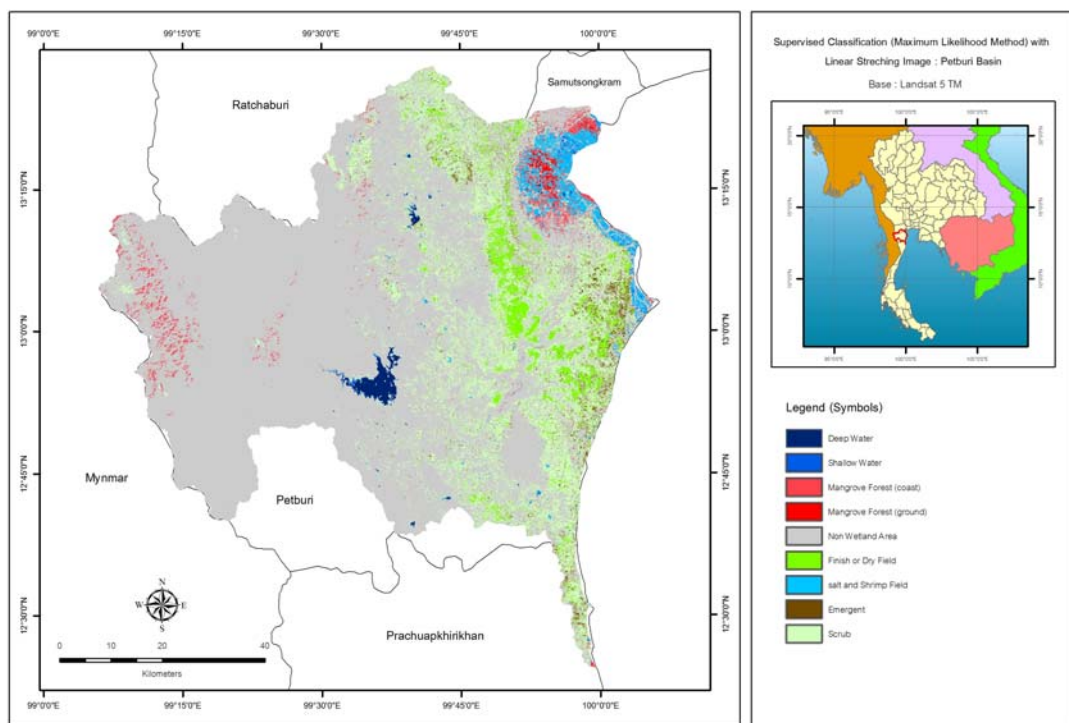 99°0'0"E
99°15'0"E
99°30'0"E
99°45'0"E
100°0'0"E
Samutsongkram
Ratchaburi
13°15'0"N
13°15'0"N
13°0'0"N
13°0'0"N
12°45'0"N
12°45'0"N
Mynmar
Petburi
12°30'0"N
12°30'0"N
N
W
E
S
Prachuapkhirikhan
0
10
20
40
Kilometers
99°0'0"E
99°15'0"E
99°30'0"E
99°45'0"E
100°0'0"E
Supervised Classification (Maximum Likelihood Method) with
Linear Streching Image : Petburi Basin
Base : Landsat 5 TM
Legend (Symbols)
Deep Water
Shallow Water
Mangrove Forest (coast)
Mangrove Forest (ground)
Non Wetland Area
Finish or Dry Field
salt and Shrimp Field
Emergent
Scrub